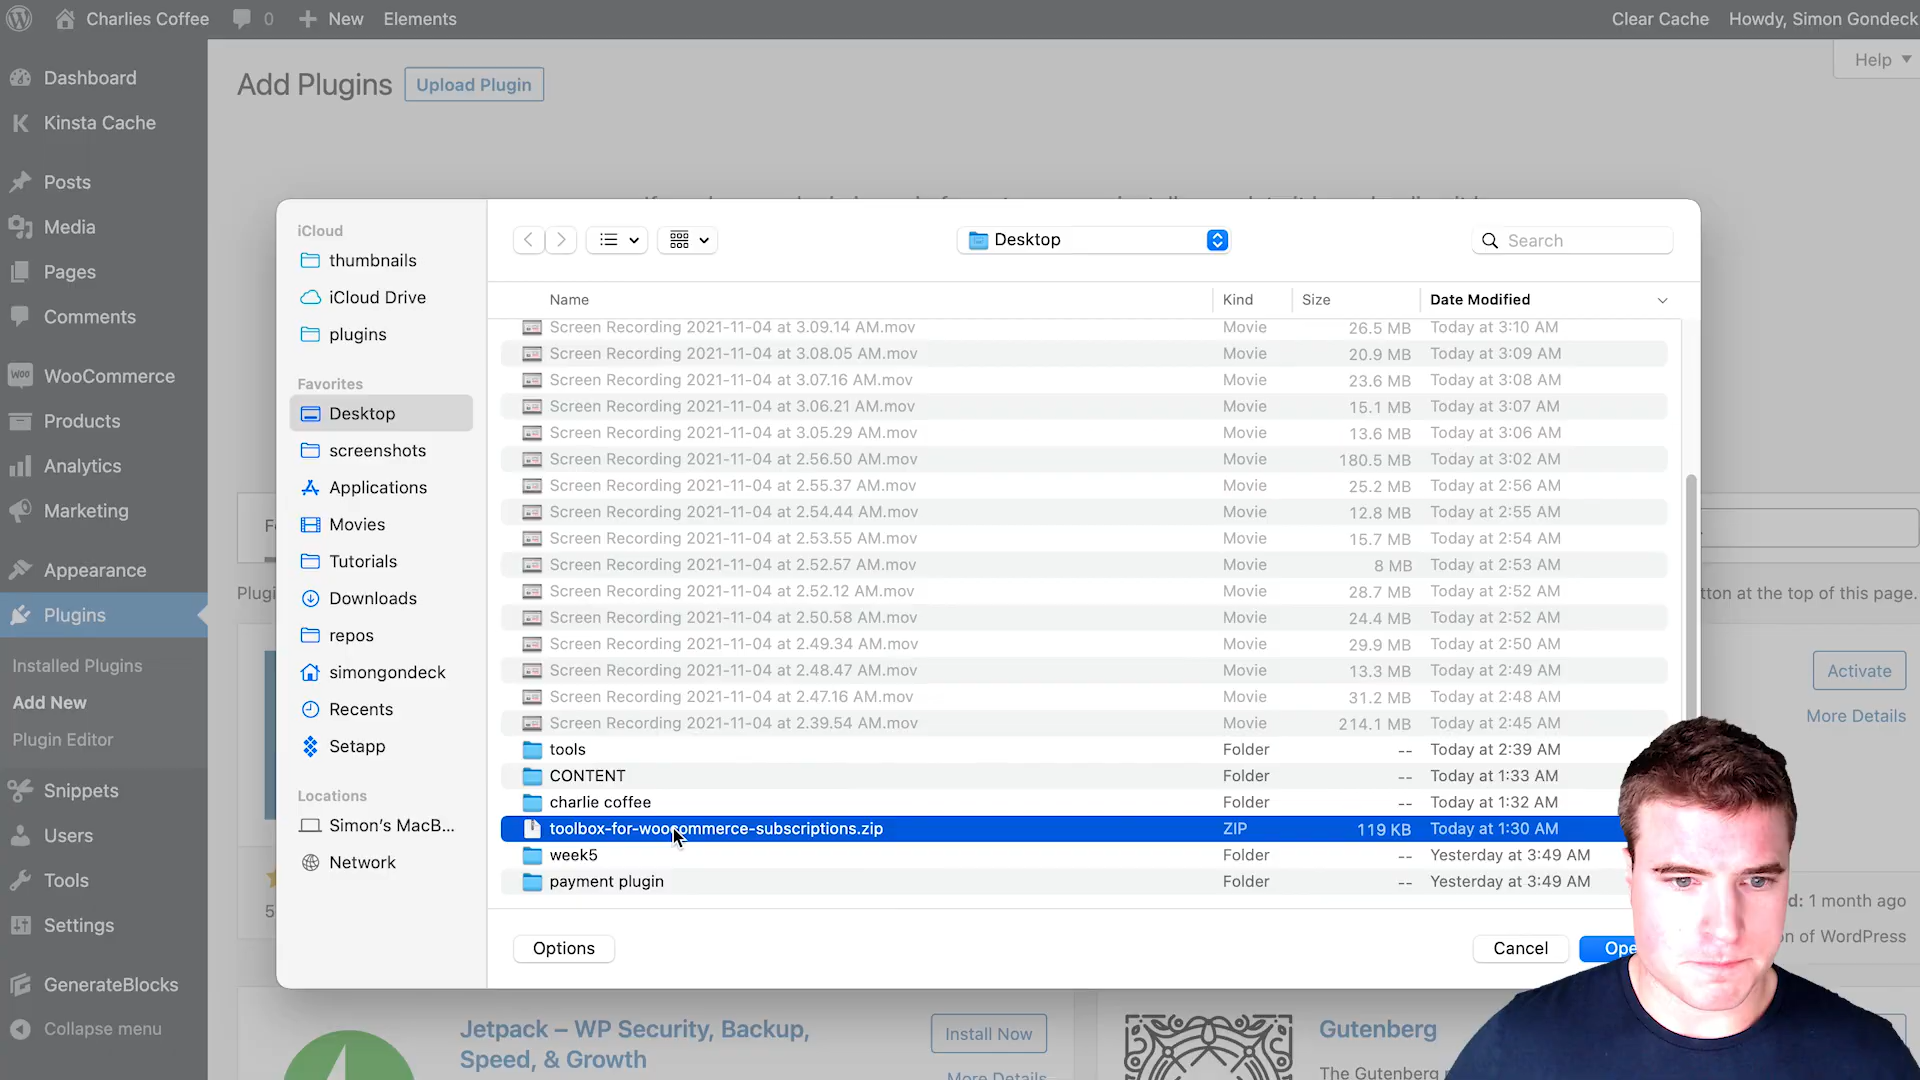 Charlies Coffee
0
New
Elements
Clear Cache
Howdy, Simon Gondeck
Dashboard
Kinsta Cache
Posts
Media
Pages
Comments
WooCommerce
Products
Analytics
Marketing
Appearance
Plugins
Installed Plugins
Add New
Plugin Editor
Snippets
Users
Tools
Settings
GenerateBlocks
Collapse menu
Add Plugins
Upload Plugin
Help
iCloud
thumbnails
iCloud Drive
plugins
Favorites
Desktop
screenshots
Applications
Movies
Tutorials
Downloads
repos
simongondeck
Recents
Setapp
Locations
Simon's MacB...
Network
Desktop
Search
Name Kind Size Date Modified
Screen Recording 2021-11-04 at 3.09.14 AM.mov Movie 26.5 MB Today at 3:10 AM
Screen Recording 2021-11-04 at 3.08.05 AM.mov Movie 20.9 MB Today at 3:09 AM
Screen Recording 2021-11-04 at 3.07.16 AM.mov Movie 23.6 MB Today at 3:08 AM
Screen Recording 2021-11-04 at 3.06.21 AM.mov Movie 15.1 MB Today at 3:07 AM
Screen Recording 2021-11-04 at 3.05.29 AM.mov Movie 13.6 MB Today at 3:06 AM
Screen Recording 2021-11-04 at 2.56.50 AM.mov Movie 180.5 MB Today at 3:02 AM
Screen Recording 2021-11-04 at 2.55.37 AM.mov Movie 25.2 MB Today at 2:56 AM
Screen Recording 2021-11-04 at 2.54.44 AM.mov Movie 12.8 MB Today at 2:55 AM
Screen Recording 2021-11-04 at 2.53.55 AM.mov Movie 15.7 MB Today at 2:54 AM
Screen Recording 2021-11-04 at 2.52.57 AM.mov Movie 8 MB Today at 2:53 AM
Screen Recording 2021-11-04 at 2.52.12 AM.mov Movie 28.7 MB Today at 2:52 AM
Screen Recording 2021-11-04 at 2.50.58 AM.mov Movie 24.4 MB Today at 2:52 AM
Screen Recording 2021-11-04 at 2.49.34 AM.mov Movie 29.9 MB Today at 2:50 AM
Screen Recording 2021-11-04 at 2.48.47 AM.mov Movie 13.3 MB Today at 2:49 AM
Screen Recording 2021-11-04 at 2.47.16 AM.mov Movie 31.2 MB Today at 2:48 AM
Screen Recording 2021-11-04 at 2.39.54 AM.mov Movie 214.1 MB Today at 2:45 AM
tools Folder -- Today at 2:39 AM
CONTENT Folder -- Today at 1:33 AM
charlie coffee Folder -- Today at 1:32 AM
toolbox-for-woocommerce-subscriptions.zip ZIP 119 KB Today at 1:30 AM
week5 Folder -- Yesterday at 3:49 AM
payment plugin Folder -- Yesterday at 3:49 AM
Options
Cancel
Ope
Plugi
tton at the top of this page.
Activate
More Details
d: 1 month ago
5
on of WordPress
Jetpack – WP Security, Backup,
Speed, & Growth
Install Now
More Details
Gutenberg
The Gutenberg